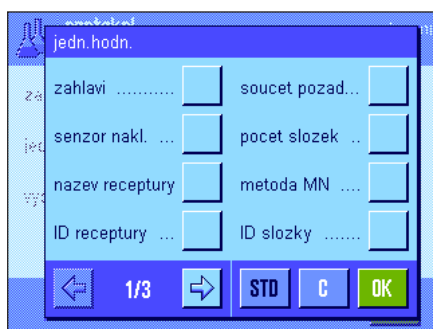 protokol
jedn.hodn.
zahlavi ...........
soucet pozad...
senzor nakl. ...
pocet slozek ..
nazev receptury
metoda MN ....
ID receptury ...
ID slozky .......
1/3
STD
C
OK